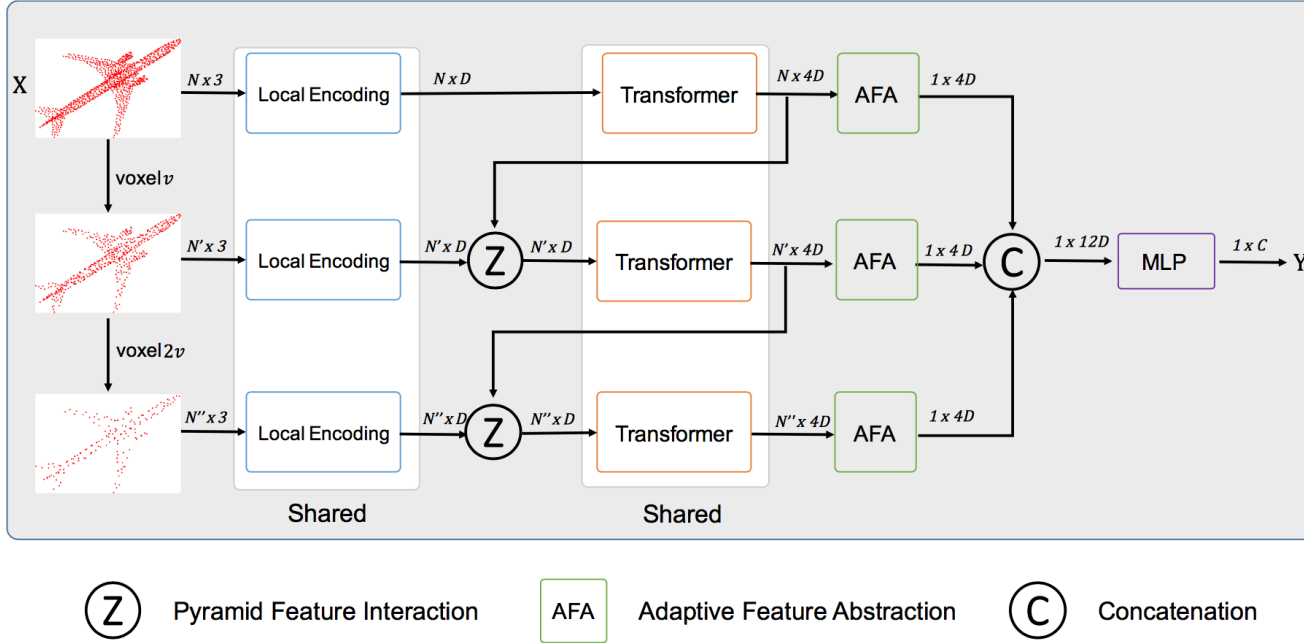 X
N x 3
Local Encoding
N x D
Transformer
N x 4D
AFA
1 x 4D
voxel v
N' x 3
Local Encoding
N' x D
Z
N' x D
Transformer
N' x 4D
AFA
1 x 4D
C
1 x 12D
MLP
1 x C
Y
voxel 2v
N'' x 3
Local Encoding
N'' x D
Z
N'' x D
Transformer
N'' x 4D
AFA
1 x 4D
Shared
Shared
Z Pyramid Feature Interaction
AFA Adaptive Feature Abstraction
C Concatenation